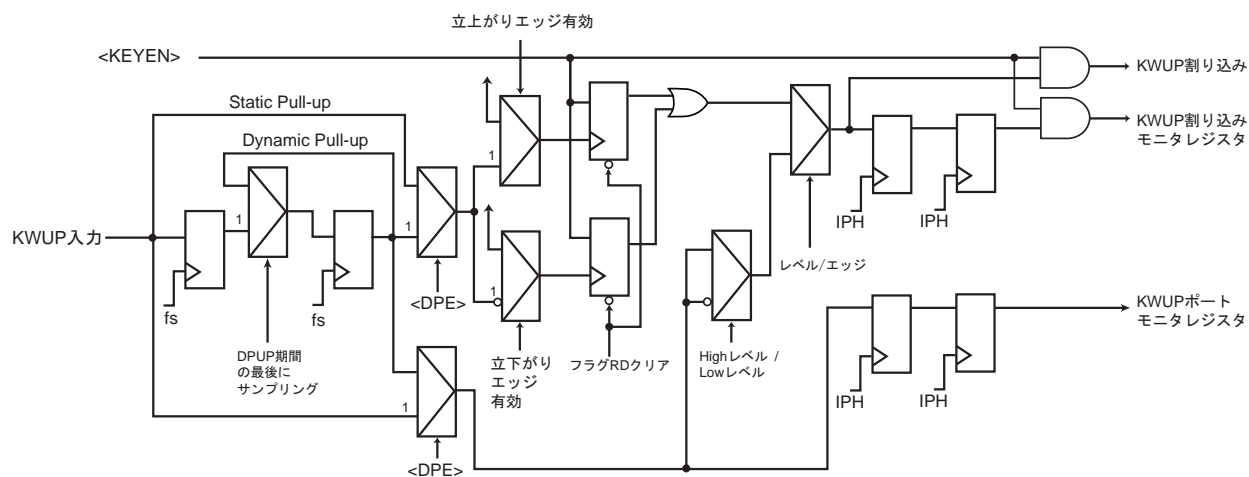 立上がりエッジ有効
<KEYEN>
KWUP割り込み
Static Pull-up
KWUP割り込み
モニタレジスタ
Dynamic Pull-up
1
1
1
KWUP入力
IPH
IPH
レベル/エッジ
1
fs
fs
<DPE>
KWUPポート
モニタレジスタ
DPUP期間
の最後に
サンプリング
立下がり
エッジ
有効
フラグRDクリア
Highレベル /
Lowレベル
1
IPH
IPH
<DPE>